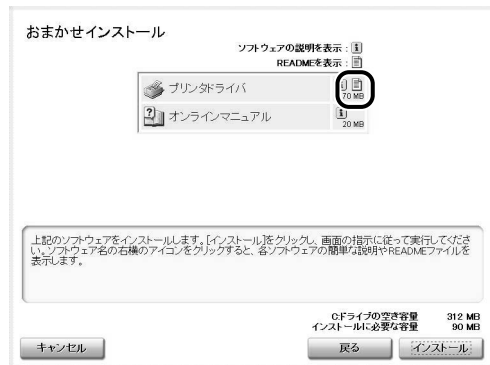 おまかせインストール
ソフトウェアの説明を表示：
READMEを表示：
プリンタドライバ
70 MB
オンラインマニュアル
20 MB
上記のソフトウェアをインストールします。[インストール]をクリックし、画面の指示に従って実行してくださ
い。ソフトウェア名の右横のアイコンをクリックすると、各ソフトウェアの簡単な説明やREADMEファイルを
表示します。
C:ドライブの空き容量 312 MB
インストールに必要な容量 90 MB
キャンセル
戻る
インストール